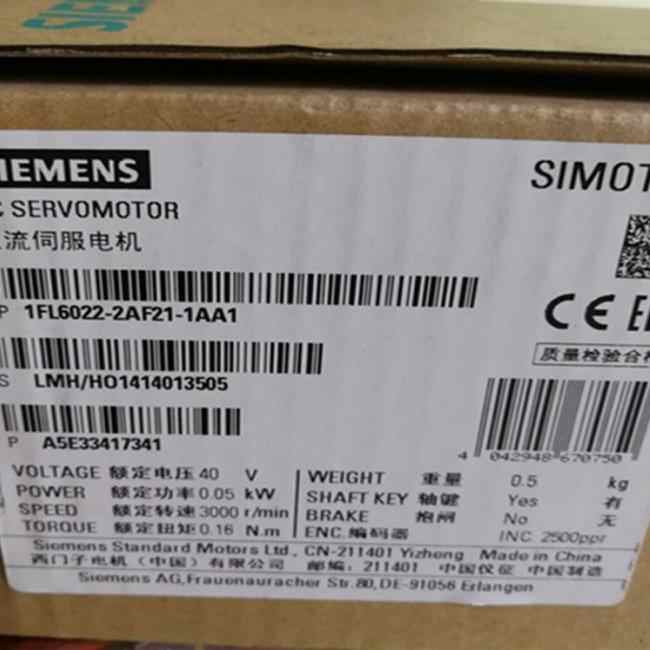 SIE
IEMENS
SIMOT
C SERVOMOTOR
流伺服电机
P 1FL6022-2AF21-1AA1
CE E
S LMH/HO1414013505
质量检验合格
P A5E33417341
4 042948 670750
VOLTAGE 额定电压 40 V
POWER 额定功率 0.05 kW
SPEED 额定转速 3000 r/min
TORQUE 额定扭矩 0.16 N.m
WEIGHT 重量 0.5 kg
SHAFT KEY 轴键 Yes 有
BRAKE 抱闸 No 无
ENC.编码器 INC. 2500ppr
Siemens Standard Motors Ltd., CN-211401 Yizheng Made in China
西门子电机（中国）有限公司 邮编：211401 中国仪征 中国制造
Siemens AG,Frauenauracher Str.80,DE-91056 Erlangen